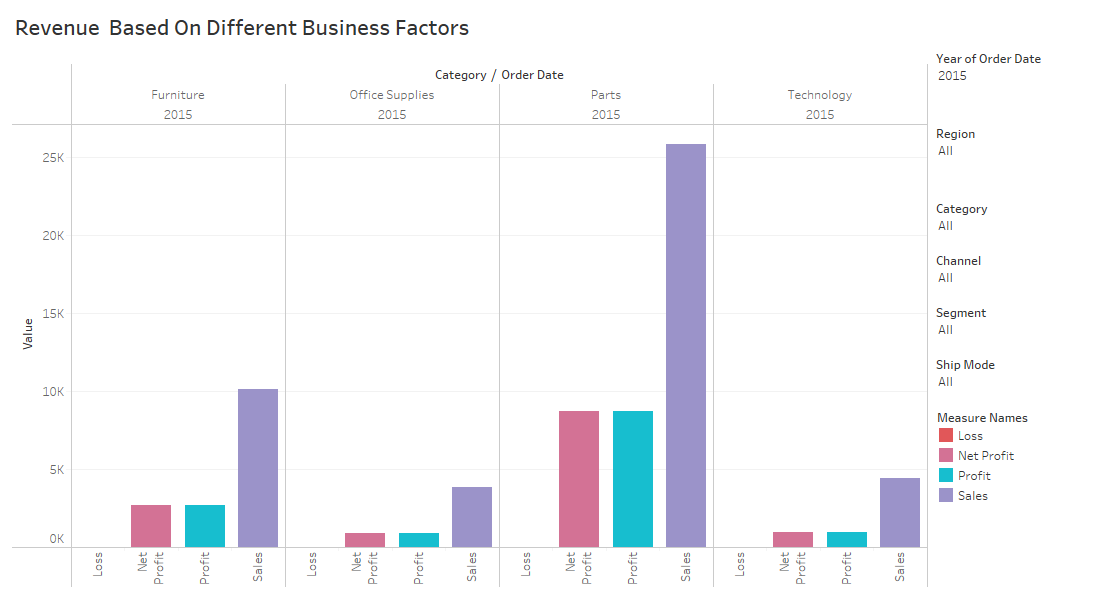 Revenue  Based On Different Business Factors
Category / Order Date
Furniture
Office Supplies
Parts
Technology
2015
2015
2015
2015
Value
25K
20K
15K
10K
5K
0K
Loss
Net Profit
Profit
Sales
Loss
Net Profit
Profit
Sales
Loss
Net Profit
Profit
Sales
Loss
Net Profit
Profit
Sales
Year of Order Date
2015
Region
All
Category
All
Channel
All
Segment
All
Ship Mode
All
Measure Names
Loss
Net Profit
Profit
Sales